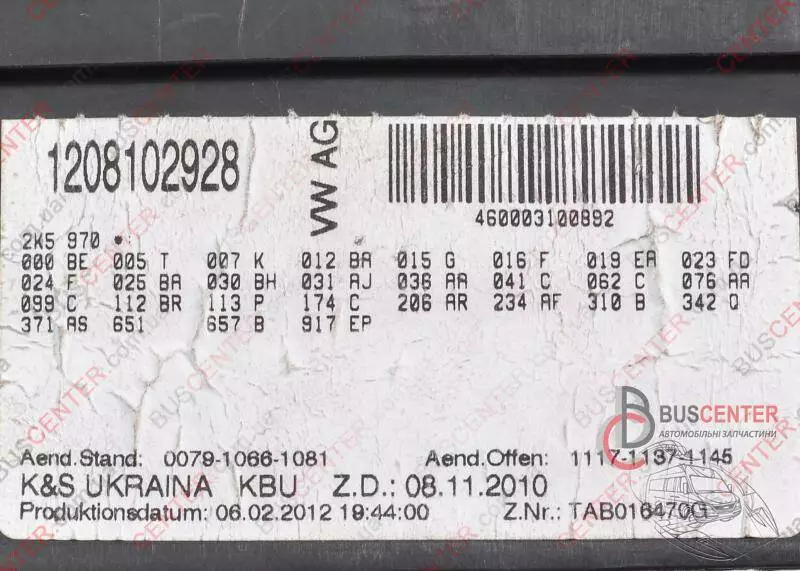 1208102928
VW AG
460003100892
2K5 970
000 BE 005 T 007 K 012 BA 015 G 016 F 019 EA 023 FD
024 F 025 BA 030 BH 031 AJ 036 AA 041 C 062 C 076 AA
099 C 112 BR 113 P 174 C 206 AR 234 AF 310 B 342 Q
371 AS 651 657 B 917 EP
BUSCENTER
АВТОМОБІЛЬНІ ЗАПЧАСТИНИ
Aend.Stand: 0079-1066-1081 Aend.Offen: 1117-1137-1145
K&S UKRAINA KBU Z.D.: 08.11.2010
Produktionsdatum: 06.02.2012 19:44:00 Z.Nr.: TAB016470G